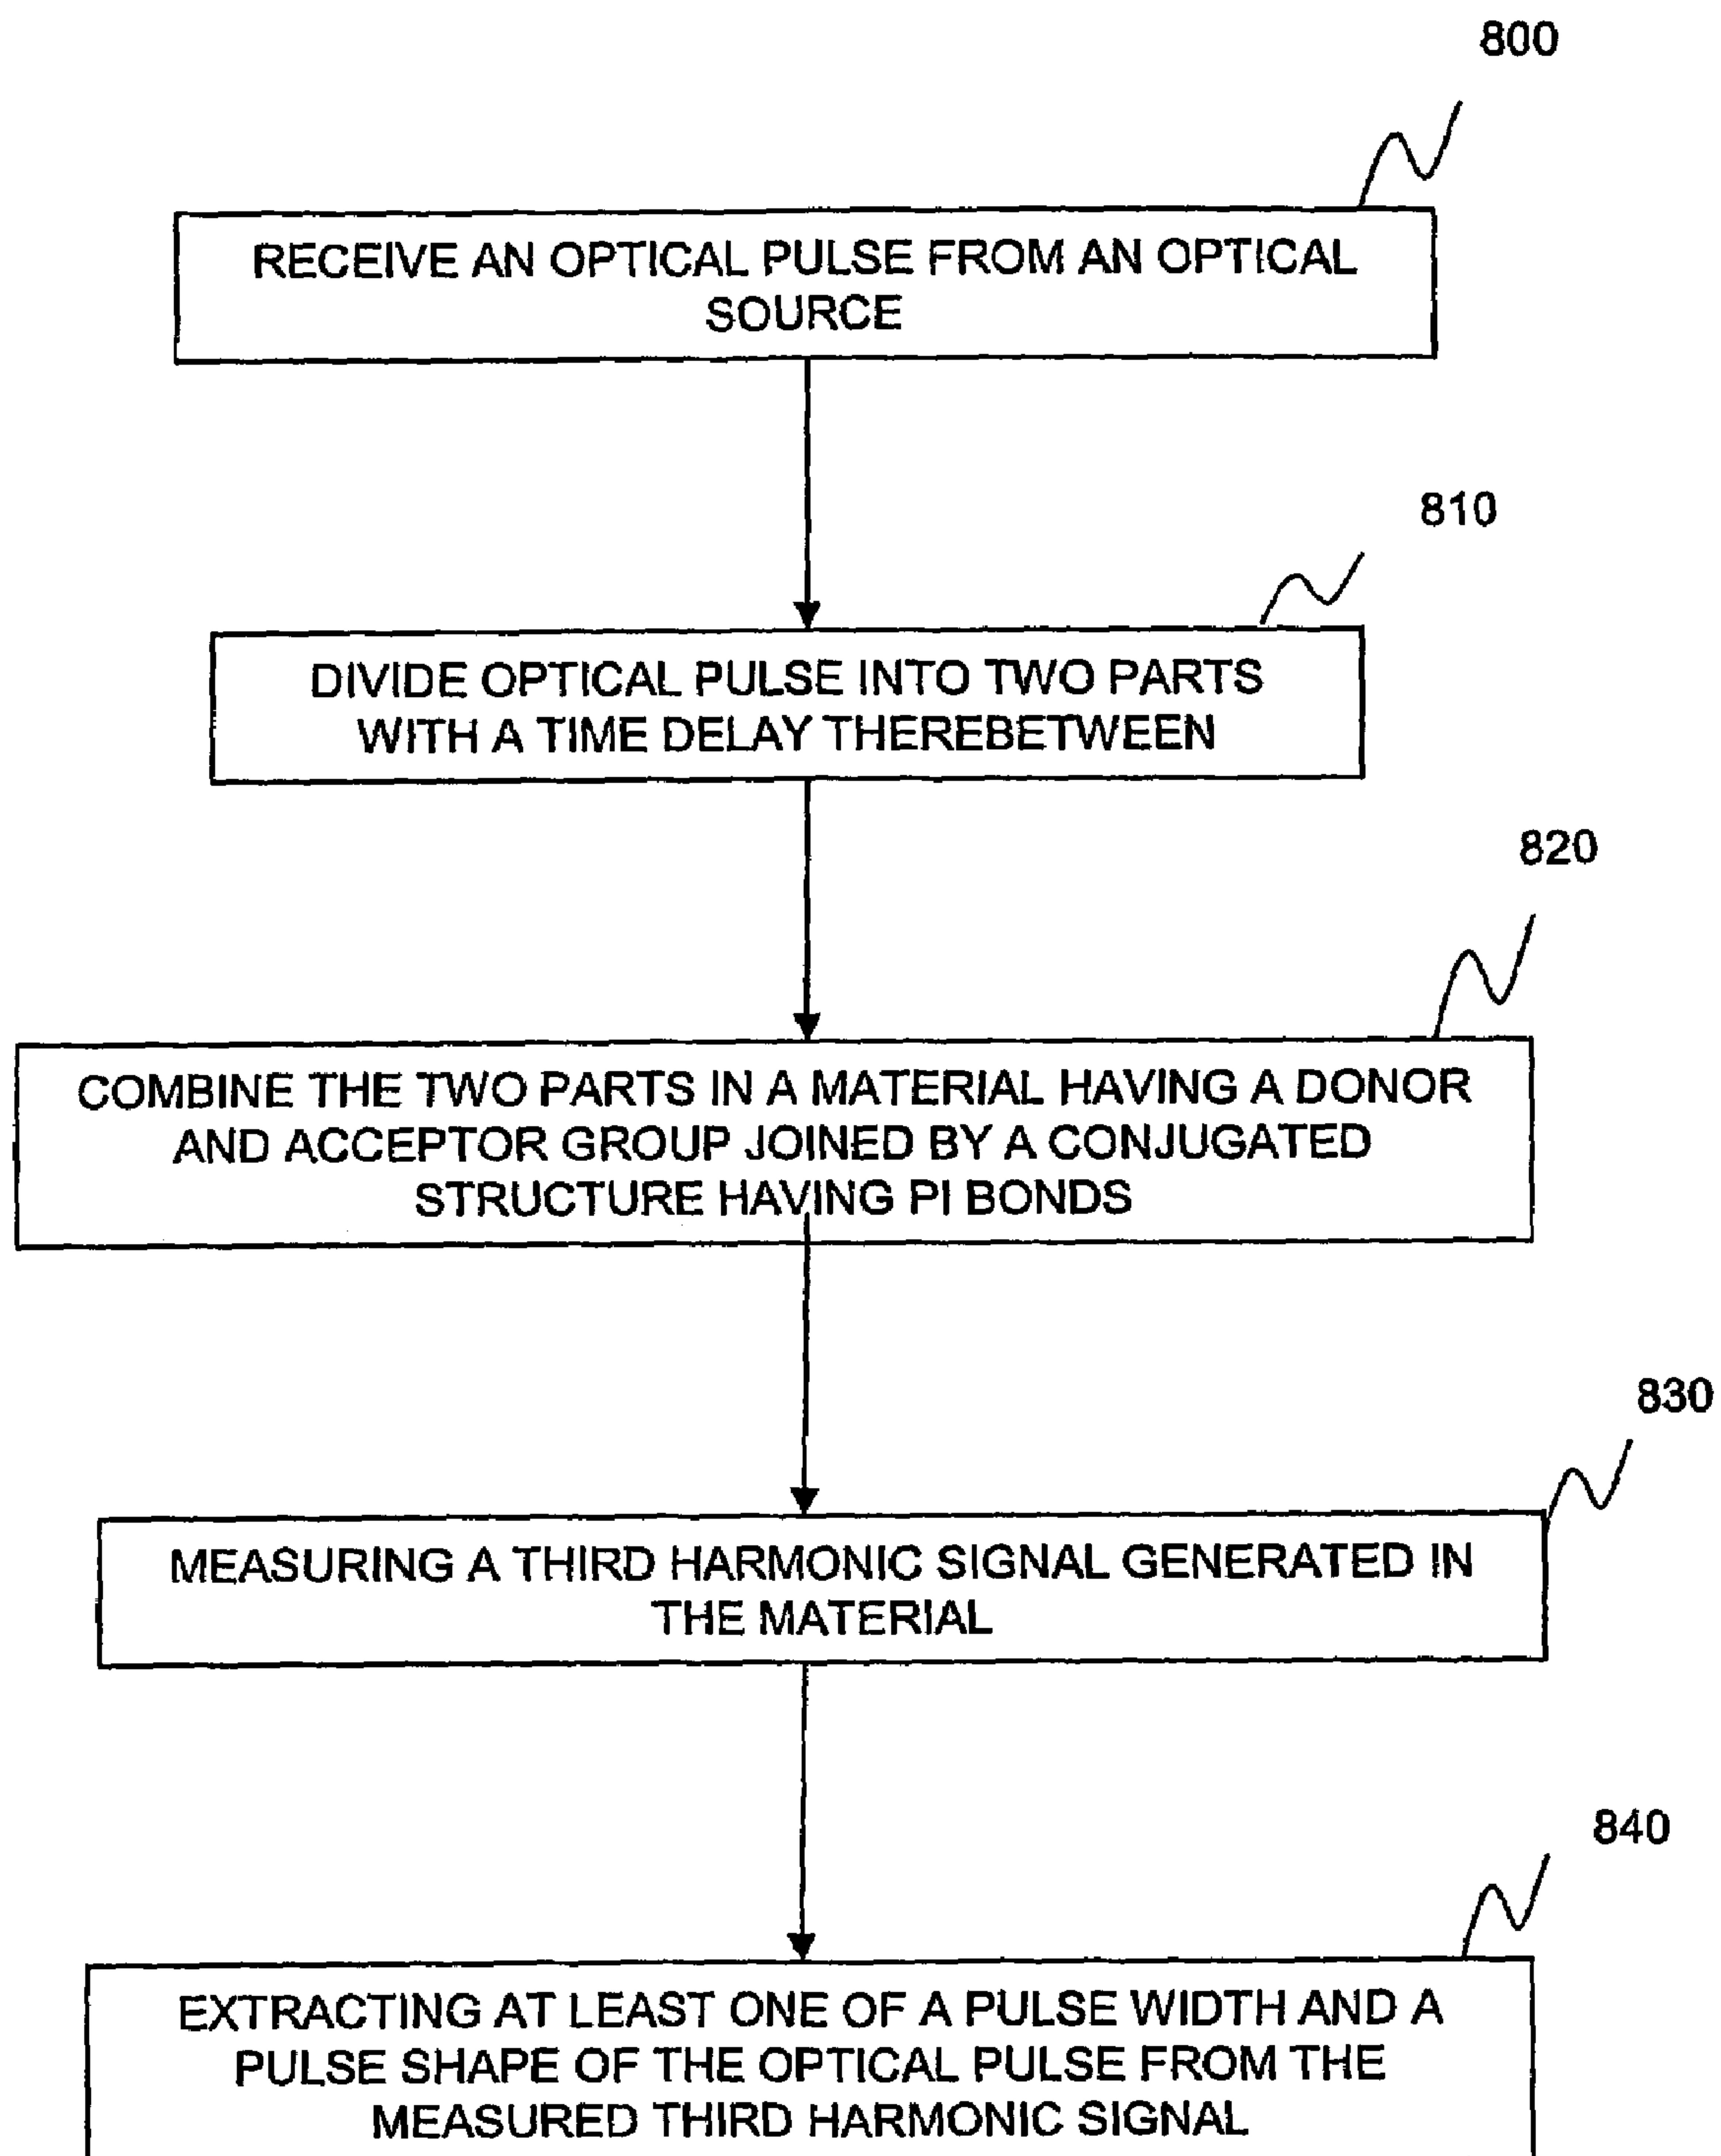 800
RECEIVE AN OPTICAL PULSE FROM AN OPTICAL
SOURCE
810
DIVIDE OPTICAL PULSE INTO TWO PARTS
WITH A TIME DELAY THEREBETWEEN
820
COMBINE THE TWO PARTS IN A MATERIAL HAVING A DONOR
AND ACCEPTOR GROUP JOINED BY A CONJUGATED
STRUCTURE HAVING PI BONDS
830
MEASURING A THIRD HARMONIC SIGNAL GENERATED IN
THE MATERIAL
840
EXTRACTING AT LEAST ONE OF A PULSE WIDTH AND A
PULSE SHAPE OF THE OPTICAL PULSE FROM THE
MEASURED THIRD HARMONIC SIGNAL